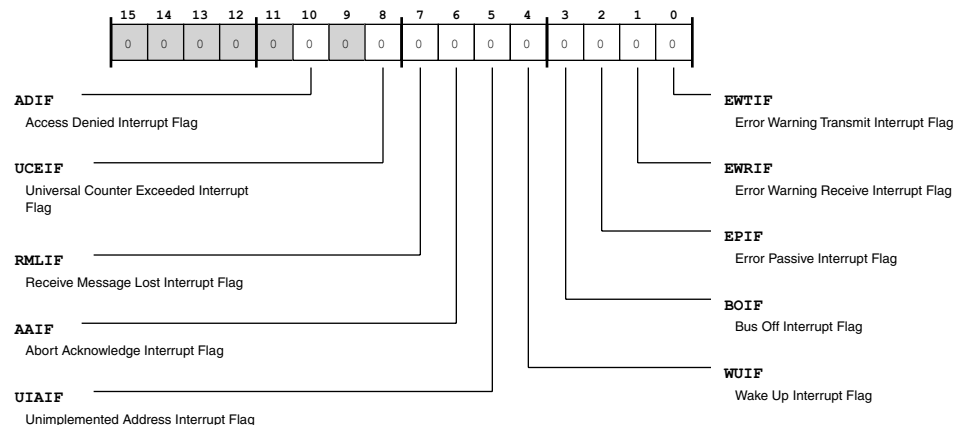 15 14 13 12 11 10 9 8 7 6 5 4 3 2 1 0
0 0 0 0 0 0 0 0 0 0 0 0 0 0 0 0
ADIF
Access Denied Interrupt Flag
UCEIF
Universal Counter Exceeded Interrupt
Flag
RMLIF
Receive Message Lost Interrupt Flag
AAIF
Abort Acknowledge Interrupt Flag
UIAIF
Unimplemented Address Interrupt Flag
EWTIF
Error Warning Transmit Interrupt Flag
EWRIF
Error Warning Receive Interrupt Flag
EPIF
Error Passive Interrupt Flag
BOIF
Bus Off Interrupt Flag
WUIF
Wake Up Interrupt Flag